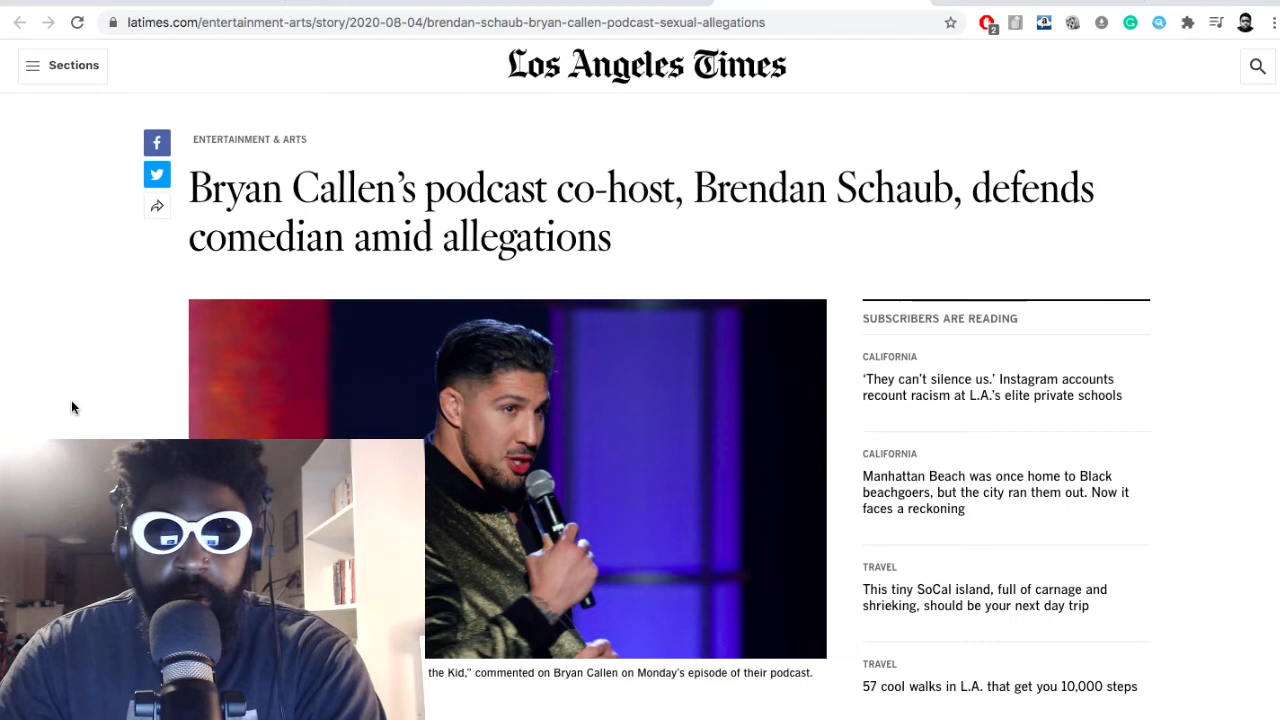 latimes.com/entertainment-arts/story/2020-08-04/brendan-schaub-bryan-callen-podcast-sexual-allegations
2
Sections
Los Angeles Times
ENTERTAINMENT & ARTS
Bryan Callen’s podcast co-host, Brendan Schaub, defends
comedian amid allegations
the Kid,” commented on Bryan Callen on Monday’s episode of their podcast.
SUBSCRIBERS ARE READING
CALIFORNIA
‘They can’t silence us.’ Instagram accounts
recount racism at L.A.’s elite private schools
CALIFORNIA
Manhattan Beach was once home to Black
beachgoers, but the city ran them out. Now it
faces a reckoning
TRAVEL
This tiny SoCal island, full of carnage and
shrieking, should be your next day trip
TRAVEL
57 cool walks in L.A. that get you 10,000 steps